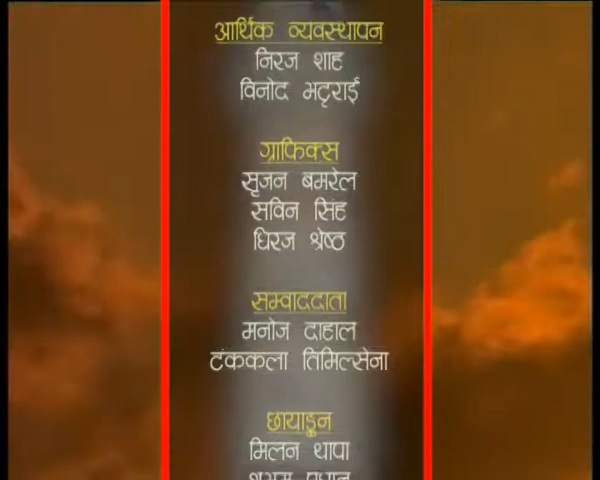 आर्थिक व्यवस्थापन
निरज शाह
विनोद भट्टराई
ग्राफिक्स
सृजन बमरेल
सविन सिंह
धिरज श्रेष्ठ
सम्वाददाता
मनोज दाहाल
टंककला तिमिल्सेना
छायाङ्कन
मिलन थापा